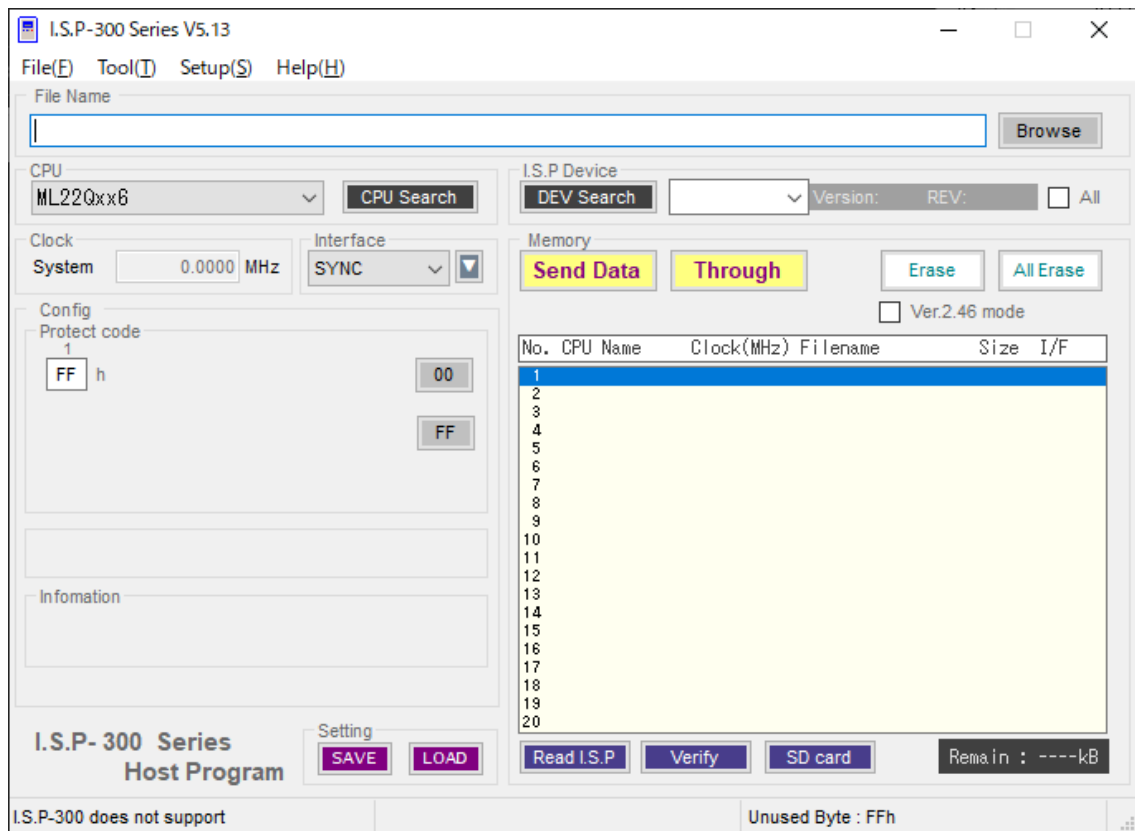 I.S.P-300 Series V5.13
File(F) Tool(T) Setup(S) Help(H)
File Name
Browse
CPU
ML22Qxx6
CPU Search
I.S.P Device
DEV Search
Version: REV:
All
Clock
System 0.0000 MHz
Interface
SYNC
Memory
Send Data
Through
Erase
All Erase
Ver.2.46 mode
Config
Protect code
1
FF h
00
FF
No. CPU Name Clock(MHz) Filename Size I/F
1
2
3
4
5
6
7
8
9
10
11
12
13
14
15
16
17
18
19
20
Infomation
I.S.P- 300 Series
Host Program
Setting
SAVE
LOAD
Read I.S.P
Verify
SD card
Remain : ----kB
I.S.P-300 does not support
Unused Byte : FFh